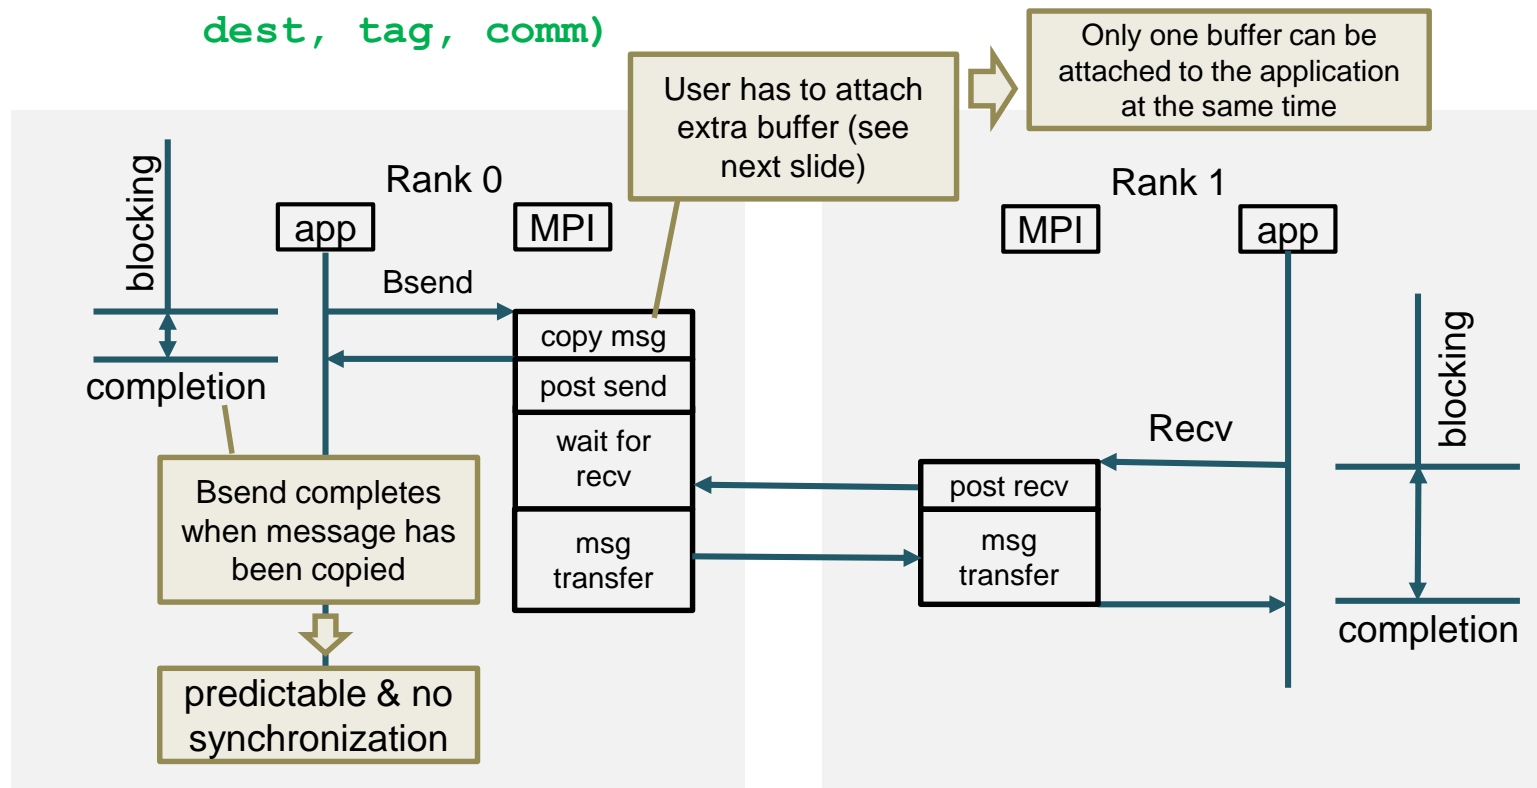 dest, tag, comm)
User has to attach
extra buffer (see
next slide)
Only one buffer can be
attached to the application
at the same time
blocking
Rank 0
app
MPI
Bsend
copy msg
post send
wait for
recv
msg
transfer
completion
Bsend completes
when message has
been copied
predictable & no
synchronization
Rank 1
MPI
app
Recv
post recv
msg
transfer
blocking
completion